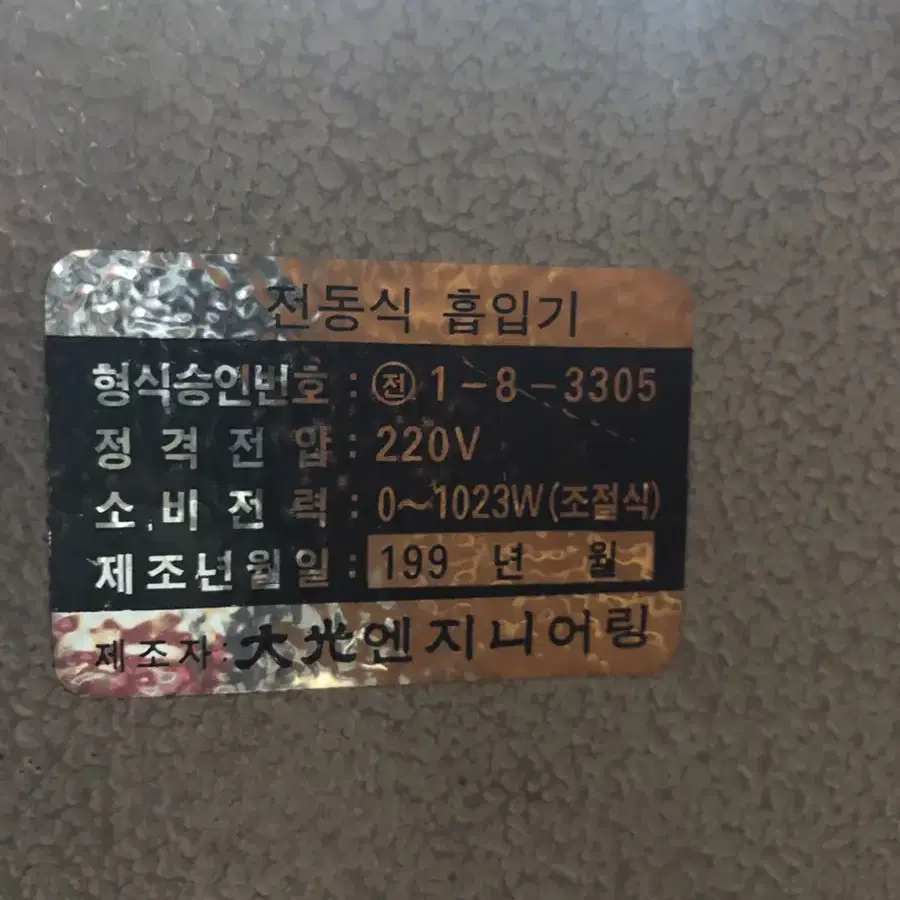 전동식 흡입기
형식승인번호 : ㉠ 1-8-3305
정격전압 : 220V
소비전력 : 0~1023W(조절식)
제조년월일 : 199 년 월
제조자 : 大光엔지니어링